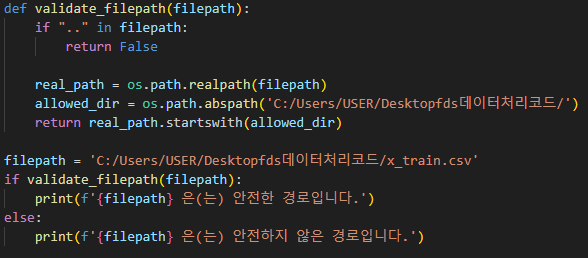 def validate_filepath(filepath):
    if ".." in filepath:
        return False
    real_path = os.path.realpath(filepath)
    allowed_dir = os.path.abspath('C:/Users/USER/Desktopfds데이터처리코드/')
    return real_path.startswith(allowed_dir)
filepath = 'C:/Users/USER/Desktopfds데이터처리코드/x_train.csv'
if validate_filepath(filepath):
    print(f'{filepath} 은(는) 안전한 경로입니다.')
else:
    print(f'{filepath} 은(는) 안전하지 않은 경로입니다.')